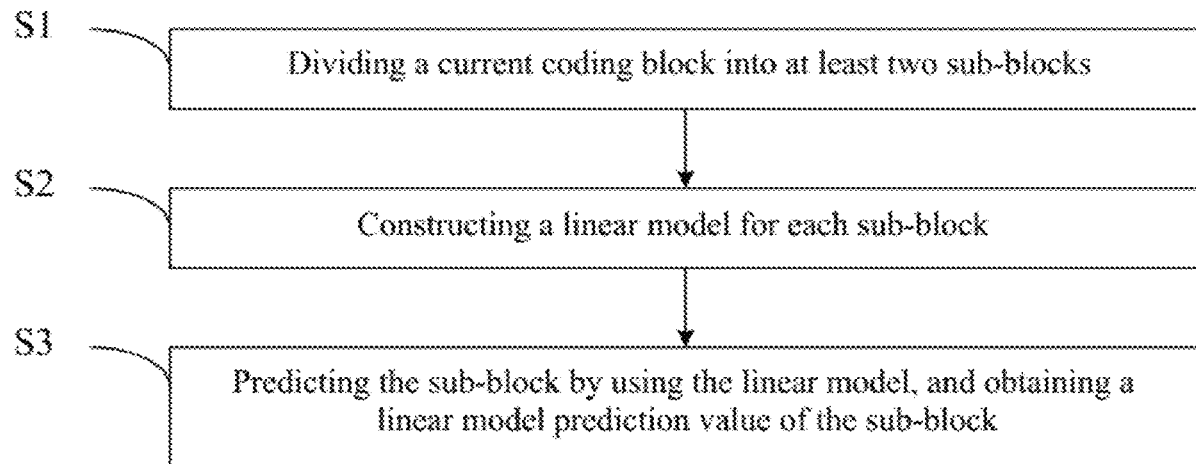 S1
Dividing a current coding block into at least two sub-blocks
S2
Constructing a linear model for each sub-block
S3
Predicting the sub-block by using the linear model, and obtaining a
linear model prediction value of the sub-block